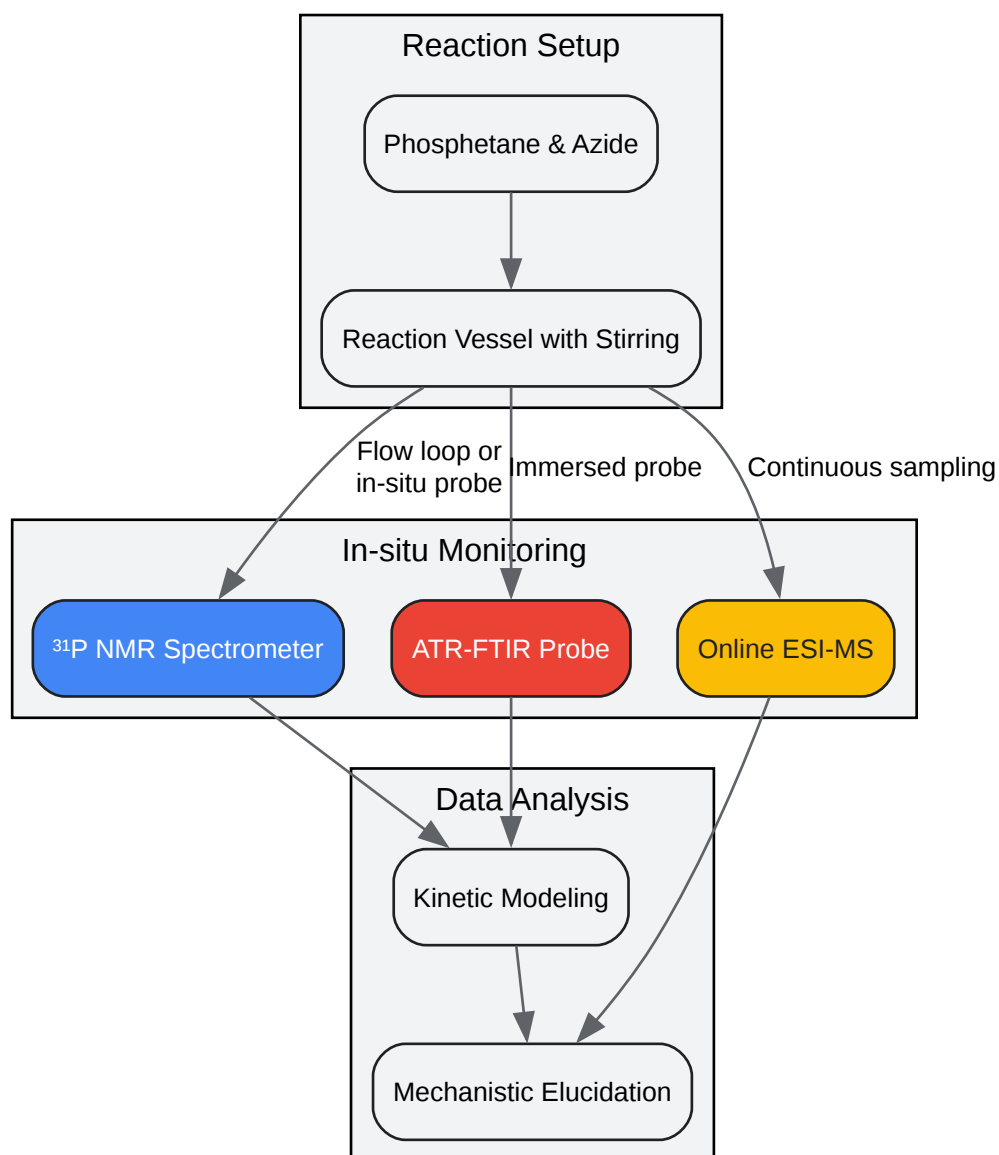 Reaction Setup
Phosphetane & Azide
Reaction Vessel with Stirring
Flow loop or
in-situ probe
Immersed probe
Continuous sampling
In-situ Monitoring
³¹P NMR Spectrometer
ATR-FTIR Probe
Online ESI-MS
Data Analysis
Kinetic Modeling
Mechanistic Elucidation